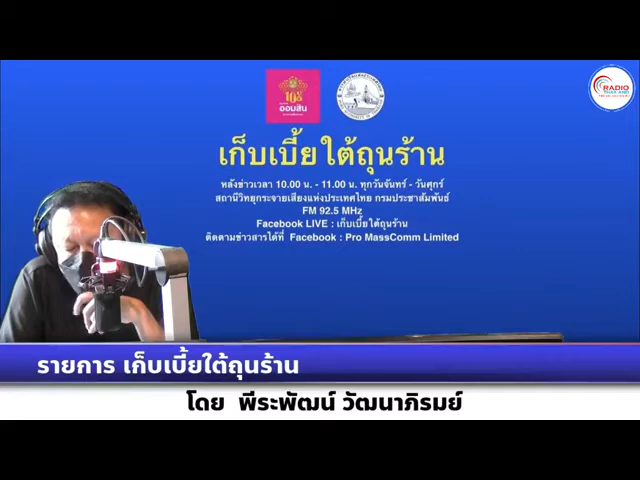 RADIO
THAILAND
ออมสิน
เก็บเบี้ยใต้ถุนร้าน
หลังข่าวเวลา 10.00 น. - 11.00 น. ทุกวันจันทร์ - วันศุกร์
สถานีวิทยุกระจายเสียงแห่งประเทศไทย กรมประชาสัมพันธ์
FM 92.5 MHz
Facebook LIVE : เก็บเบี้ยใต้ถุนร้าน
ติดตามข่าวสารได้ที่ Facebook : Pro MassComm Limited
รายการ เก็บเบี้ยใต้ถุนร้าน
โดย พีระพัฒน์ วัฒนาภิรมย์